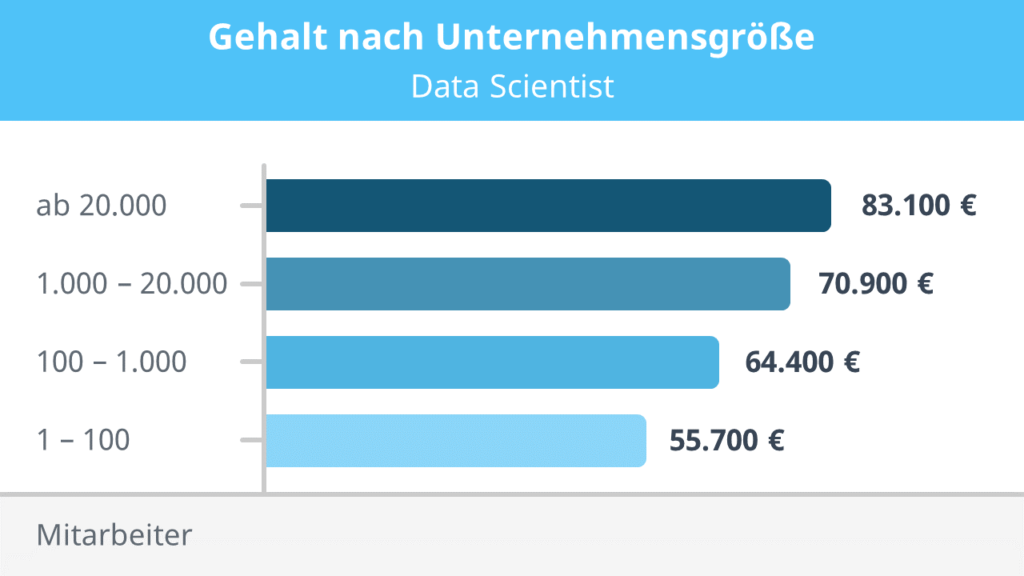 Gehalt nach Unternehmensgröße
Data Scientist
ab 20.000 83.100 €
1.000 – 20.000 70.900 €
100 – 1.000 64.400 €
1 – 100 55.700 €
Mitarbeiter